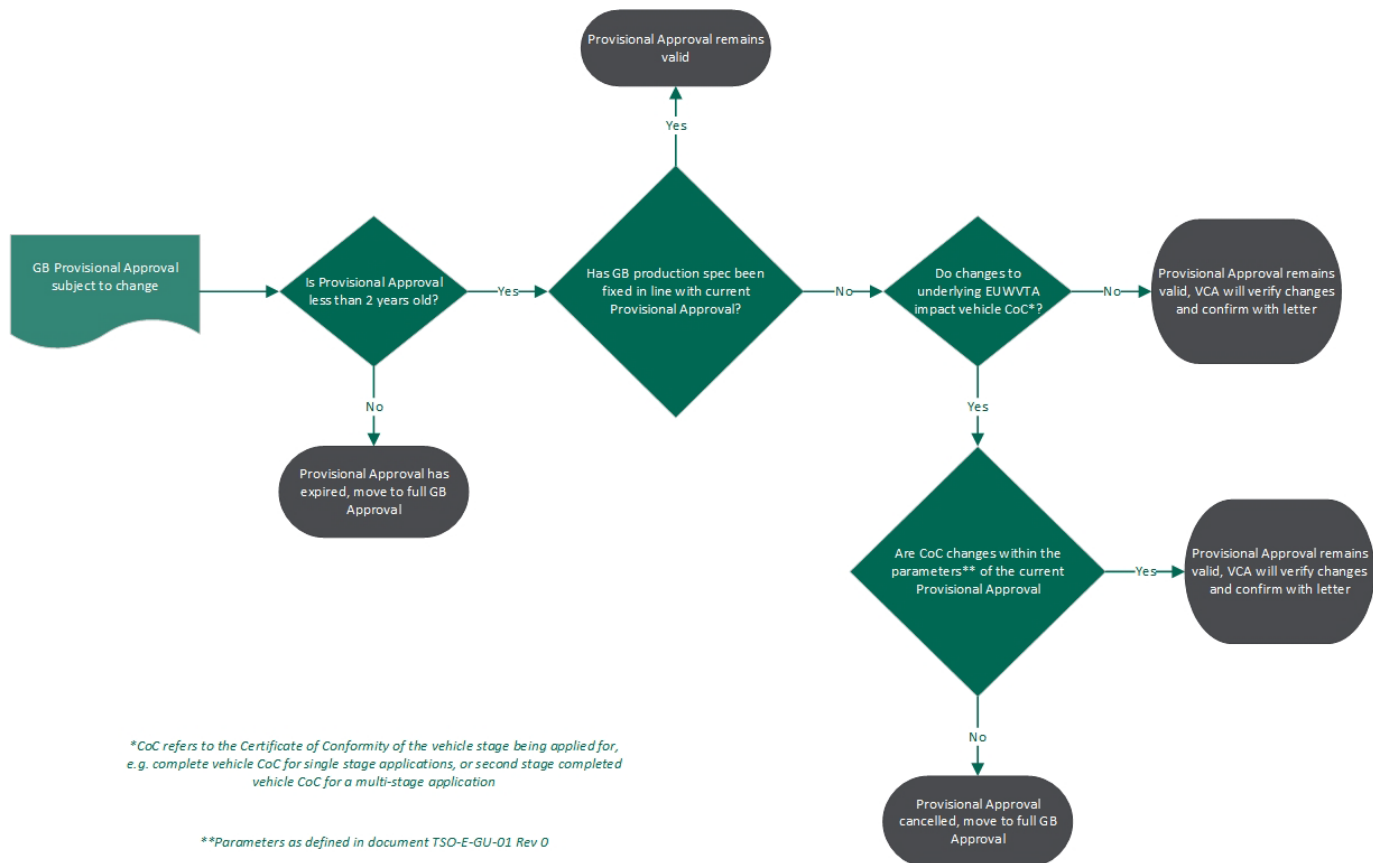 Provisional Approval remains
valid
Yes
GB Provisional Approval
subject to change
Is Provisional Approval
less than 2 years old?
Yes
Has GB production spec been
fixed in line with current
Provisional Approval?
No
Do changes to
underlying EUWVTA
impact vehicle CoC*?
No
Provisional Approval remains
valid, VCA will verify changes
and confirm with letter
No
Yes
Provisional Approval has
expired, move to full GB
Approval
Are CoC changes within the
parameters** of the current
Provisional Approval
Yes
Provisional Approval remains
valid, VCA will verify changes
and confirm with letter
No
*CoC refers to the Certificate of Conformity of the vehicle stage being applied for,
e.g. complete vehicle CoC for single stage applications, or second stage completed
vehicle CoC for a multi-stage application
Provisional Approval
cancelled, move to full GB
Approval
**Parameters as defined in document TSO-E-GU-01 Rev 0